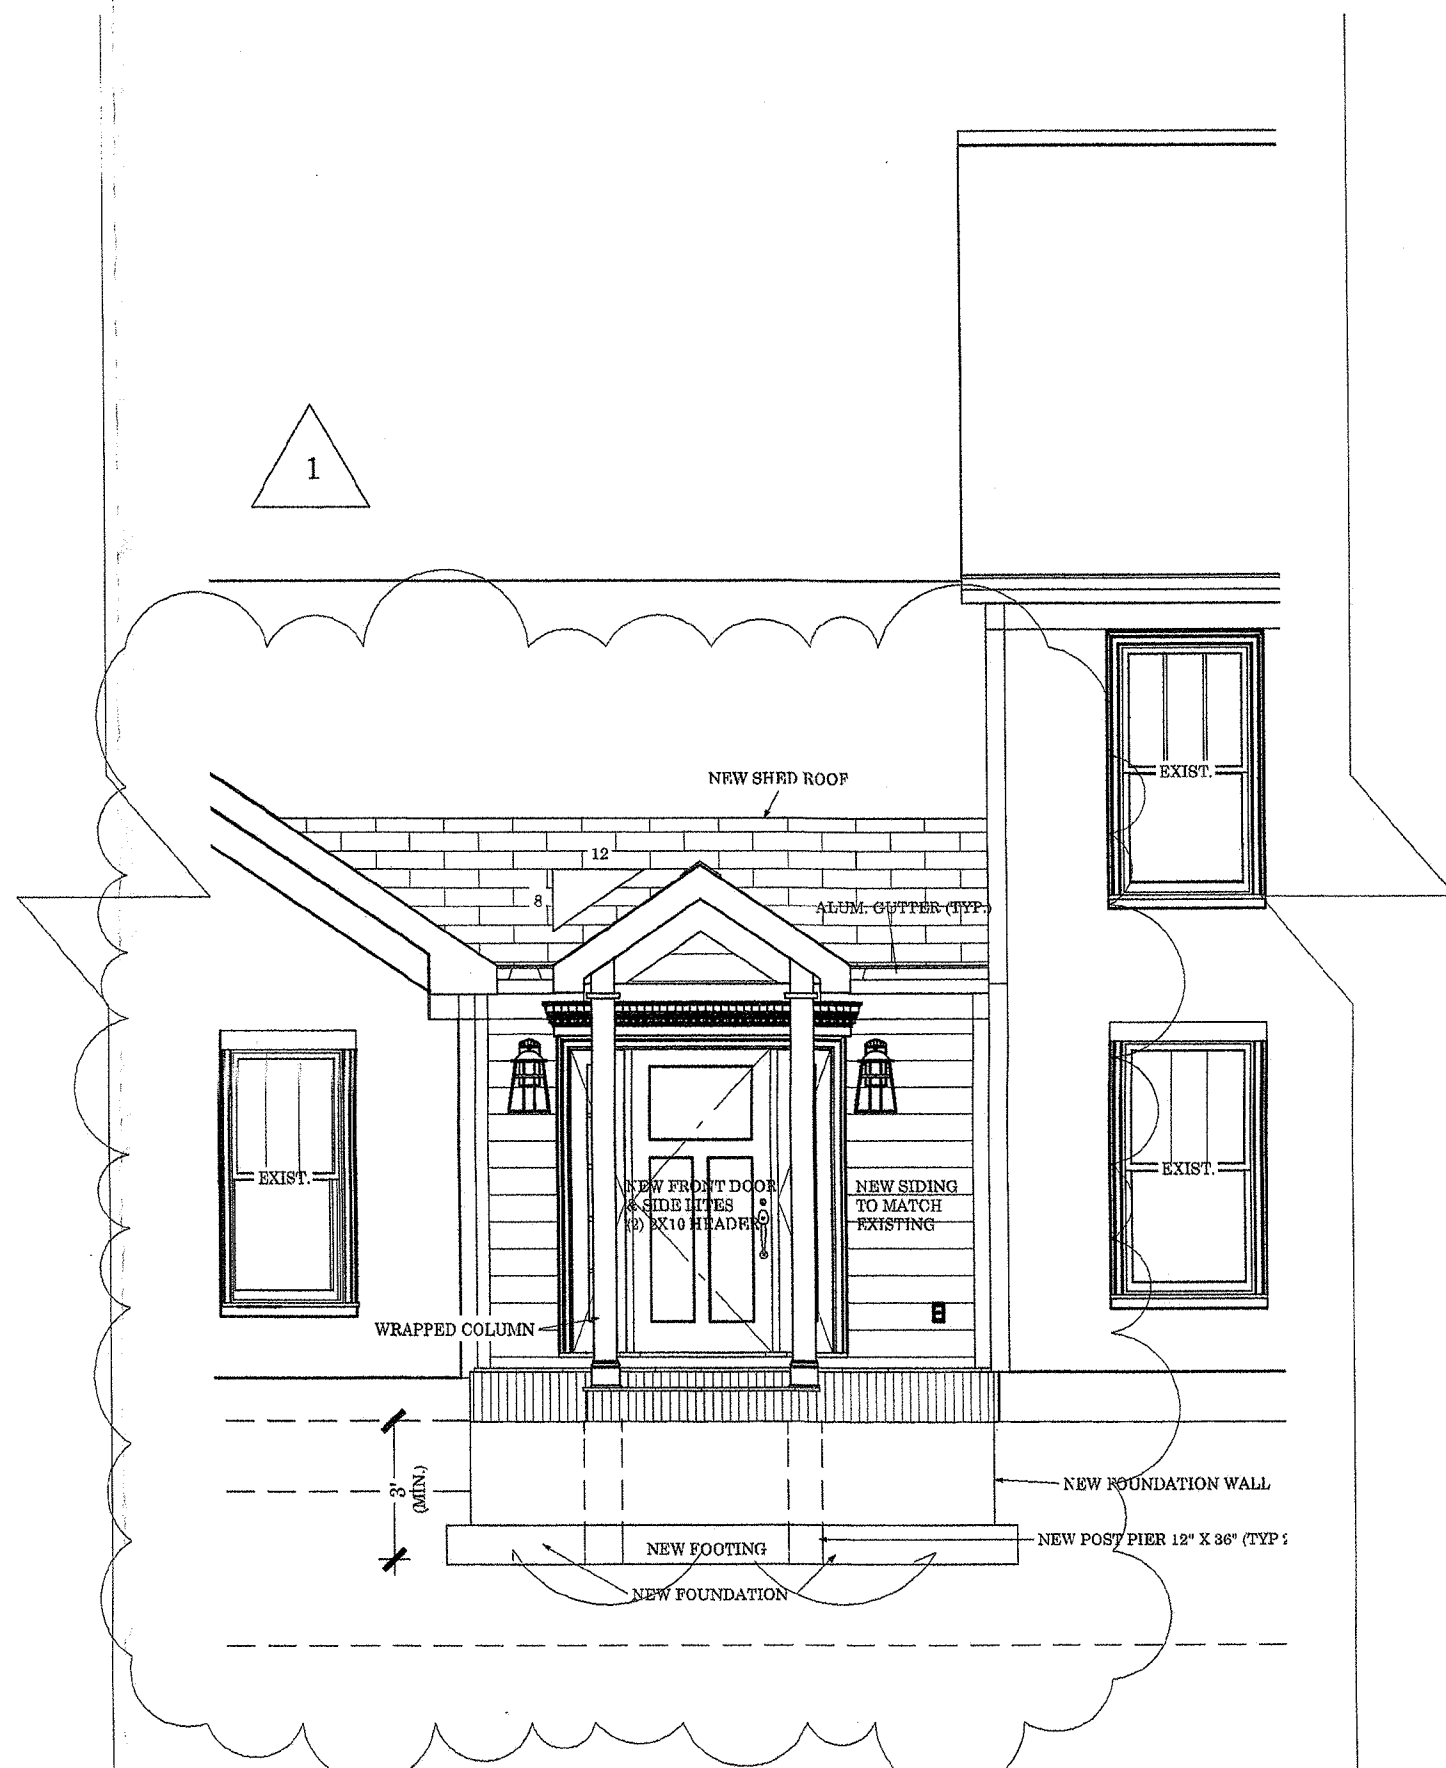 1
NEW SHED ROOF
EXIST.
12
8
ALUM. GUTTER (TYP.)
EXIST.
EXIST.
NEW FRONT DOOR
& SIDE LITES
(2) 2X10 HEADER
NEW SIDING
TO MATCH
EXISTING
WRAPPED COLUMN
3'
(MIN.)
NEW FOUNDATION WALL
NEW POST PIER 12" X 36" (TYP
NEW FOOTING
NEW FOUNDATION